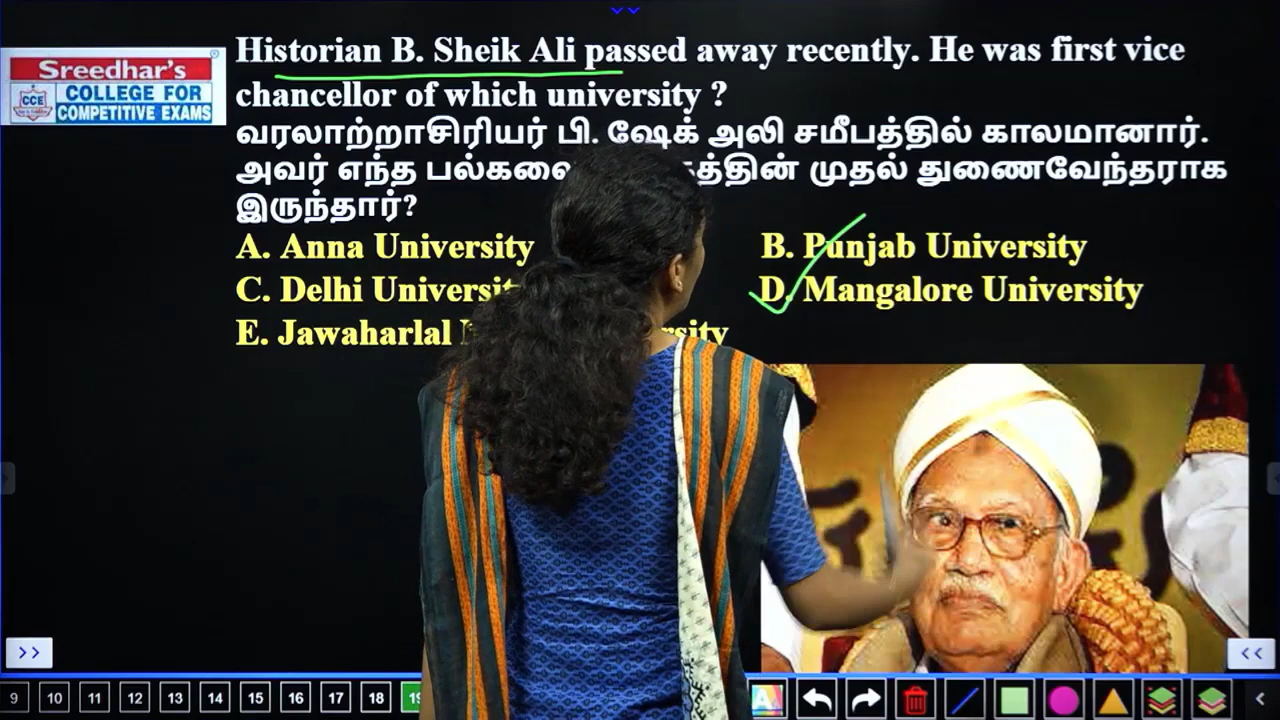 Historian B. Sheik Ali passed away recently. He was first vice
chancellor of which university ?
வரலாற்றாசிரியர் பி. ஷேக் அலி சமீபத்தில் காலமானார்.
அவர் எந்த முதல் துணைவேந்தராக
இருந்தார்?
A. Anna University B. Punjab University
C. Delhi D. Mangalore University
E. Jawaharlal
Sreedhar's
CCE
COLLEGE FOR
COMPETITIVE EXAMS
>> <<
9 10 11 12 13 14 15 16 17 18 19